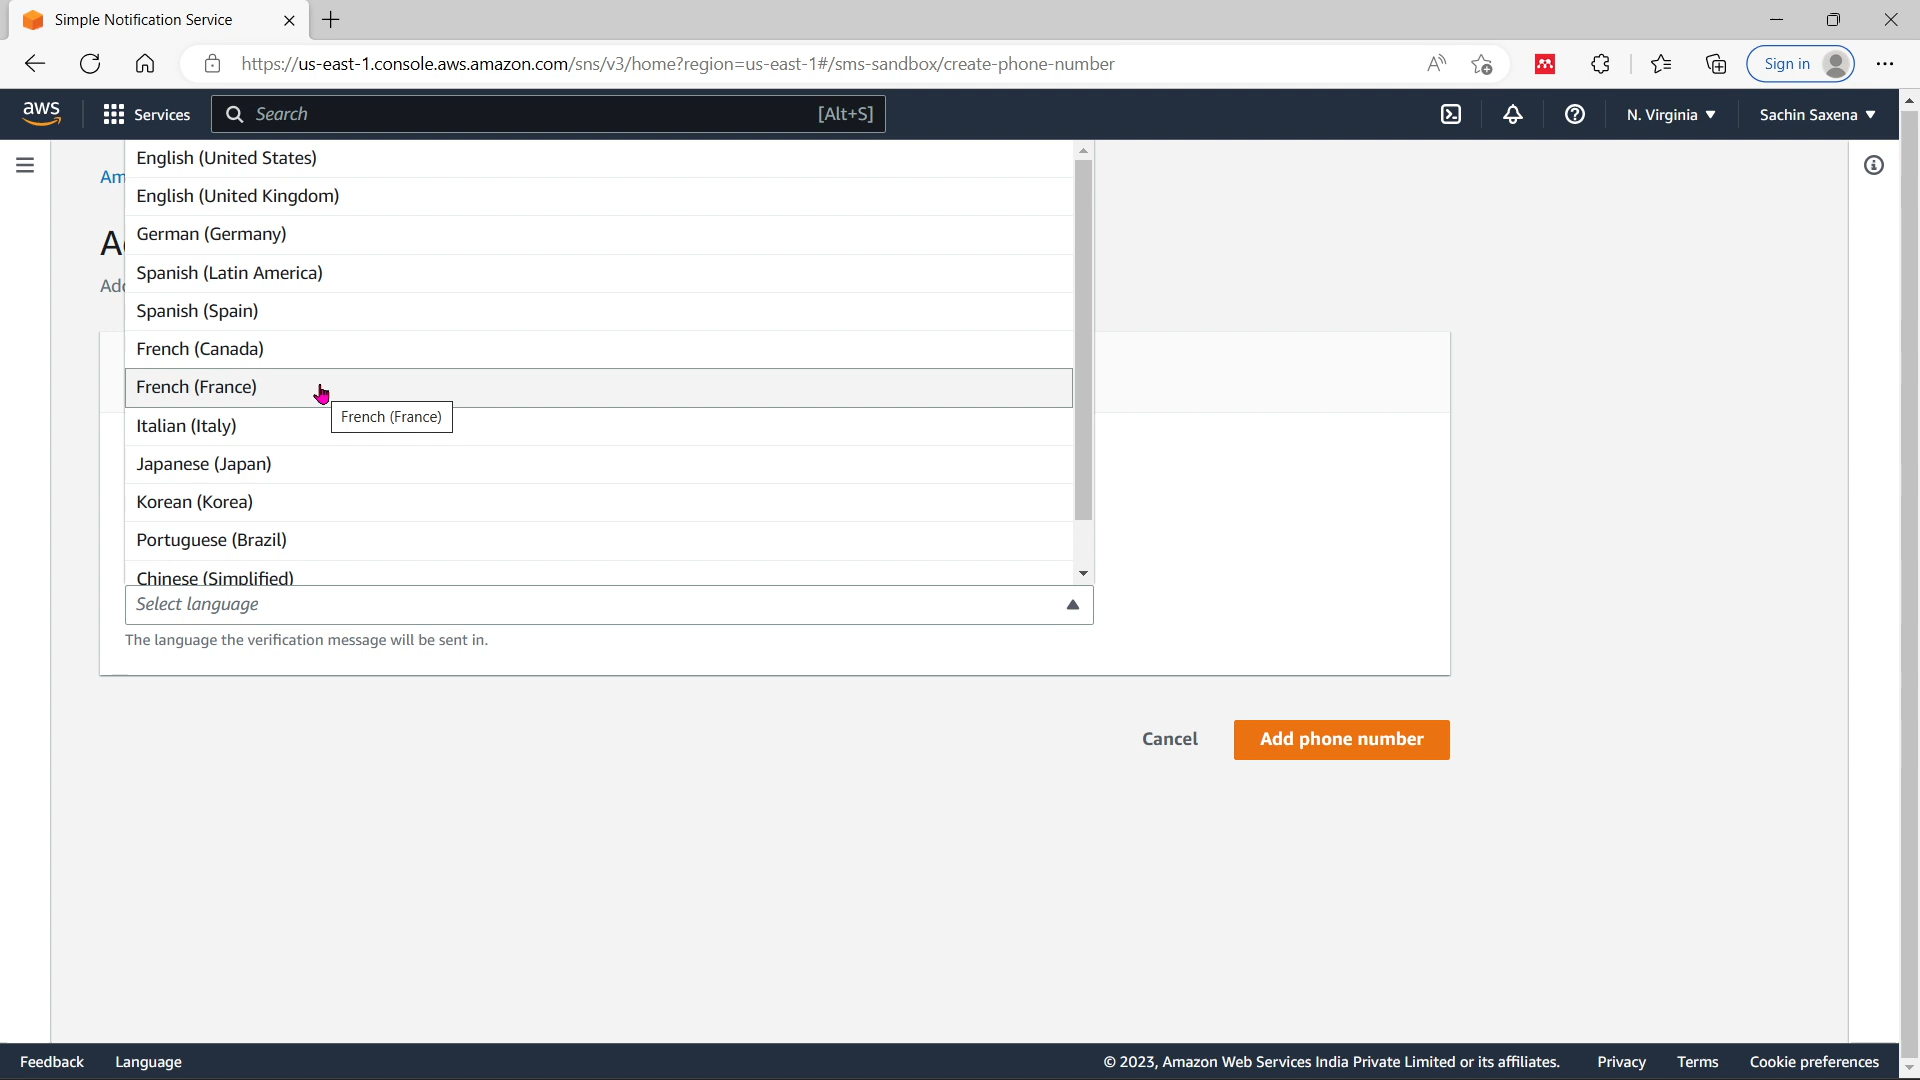 Simple Notification Service
https://us-east-1.console.aws.amazon.com/sns/v3/home?region=us-east-1#/sms-sandbox/create-phone-number
Sign in
aws
Services
Search
[Alt+S]
N. Virginia
Sachin Saxena
English (United States)
Am
English (United Kingdom)
German (Germany)
Spanish (Latin America)
Spanish (Spain)
French (Canada)
French (France)
French (France)
Italian (Italy)
Japanese (Japan)
Korean (Korea)
Portuguese (Brazil)
Chinese (Simplified)
Select language
The language the verification message will be sent in.
Cancel
Add phone number
Feedback
Language
© 2023, Amazon Web Services India Private Limited or its affiliates.
Privacy
Terms
Cookie preferences